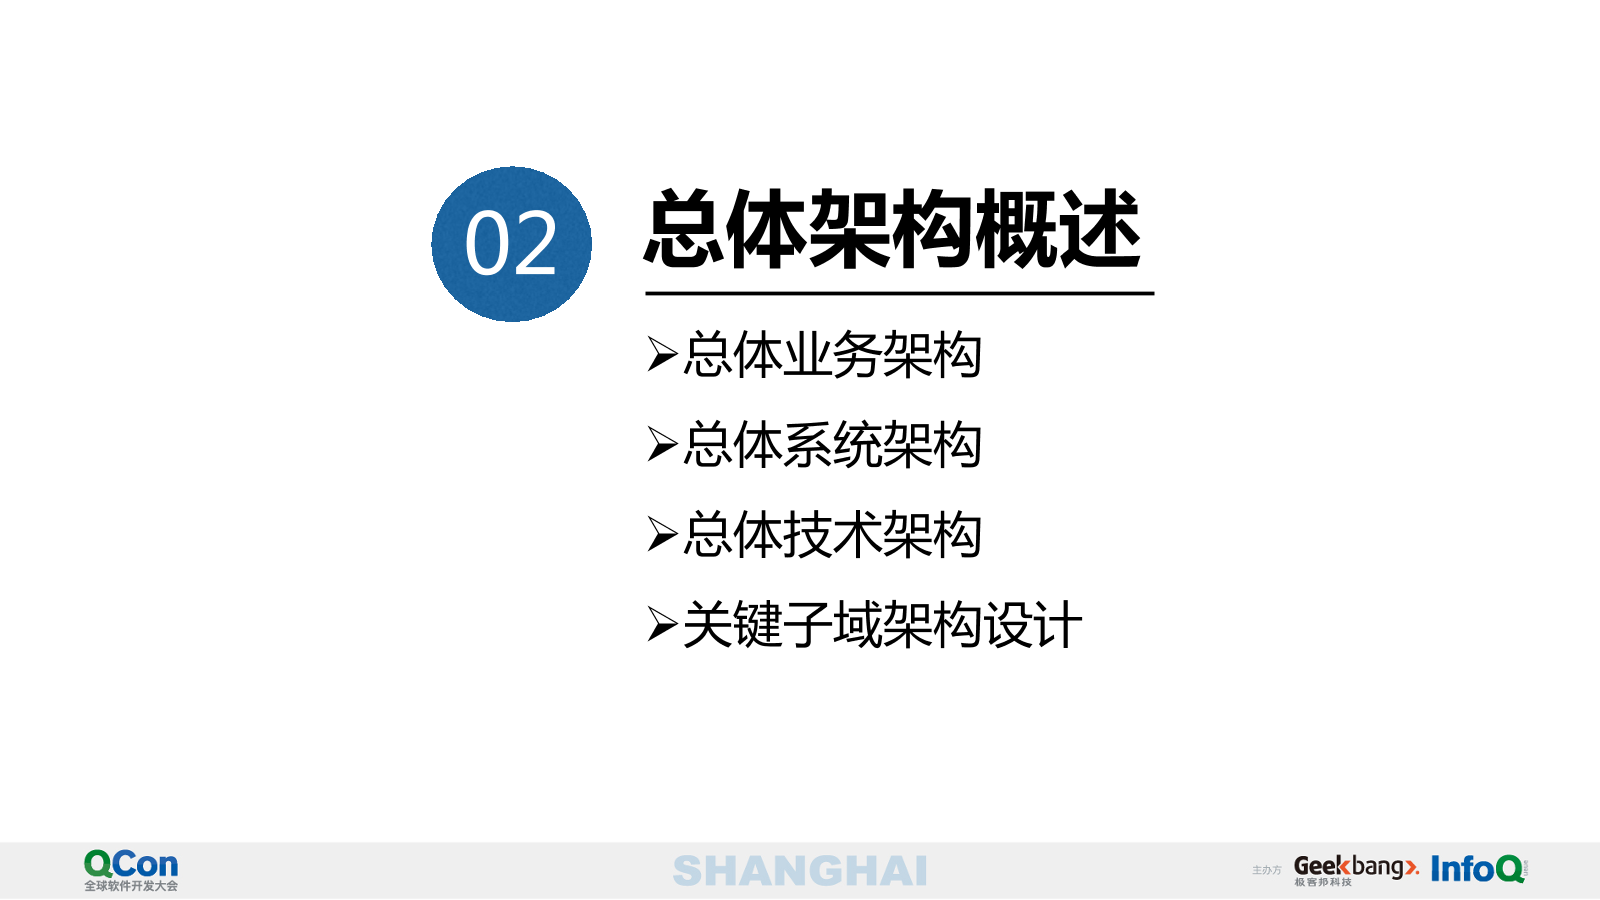 02
总体架构概述
总体业务架构
总体系统架构
总体技术架构
关键子域架构设计
QCon
全球软件开发大会
SHANGHAI
主办方
Geekbang>.
极客邦科技
InfoQ